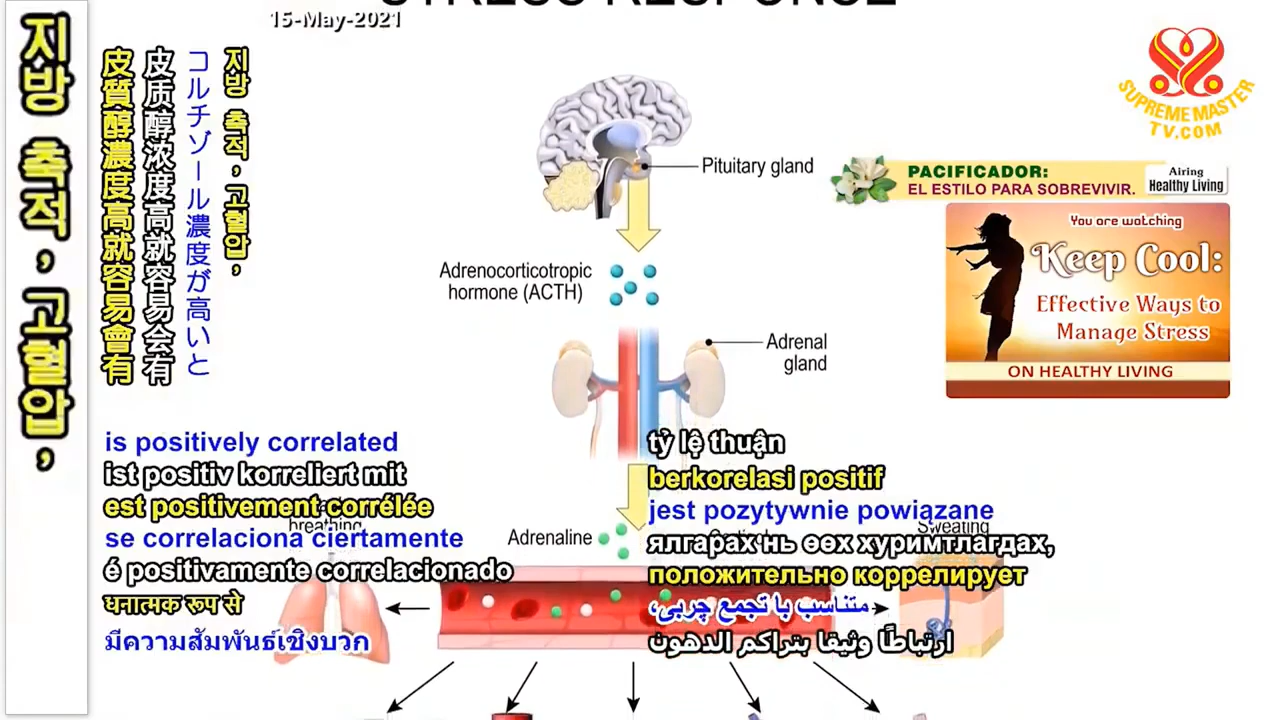 STRESS RESPONSE
15-May-2021
지방 축적, 고혈압,
皮質醇濃度高就容易會有
皮质醇浓度高就容易会有
コルチゾール濃度が高いと
지방 축적, 고혈압,
Pituitary gland
Adrenocorticotropic
hormone (ACTH)
Adrenal
gland
SUPREME MASTER
TV.COM
PACIFICADOR:
EL ESTILO PARA SOBREVIVIR.
Airing
Healthy Living
You are watching
Keep Cool:
Effective Ways to
Manage Stress
ON HEALTHY LIVING
is positively correlated
ist positiv korreliert mit
est positivement corrélée
breathing
se correlaciona ciertamente
é positivamente correlacionado
धनात्मक रूप से
มีความสัมพันธ์เชิงบวก
Adrenaline
tỷ lệ thuận
berkorelasi positif
jest pozytywnie powiązane
Sweating
ялгарах нь өөх хуримтлагдах,
положительно коррелирует
متناسب با تجمع چربی،
ارتباطًا وثيقا بتراكم الدهون